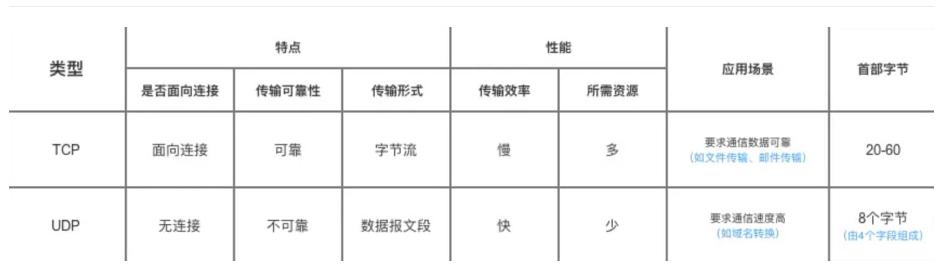 类型
特点
性能
应用场景
首部字节
是否面向连接
传输可靠性
传输形式
传输效率
所需资源
TCP
面向连接
可靠
字节流
慢
多
要求通信数据可靠
(如文件传输、邮件传输)
20-60
UDP
无连接
不可靠
数据报文段
快
少
要求通信速度高
(如域名转换)
8个字节
(由4个字段组成)